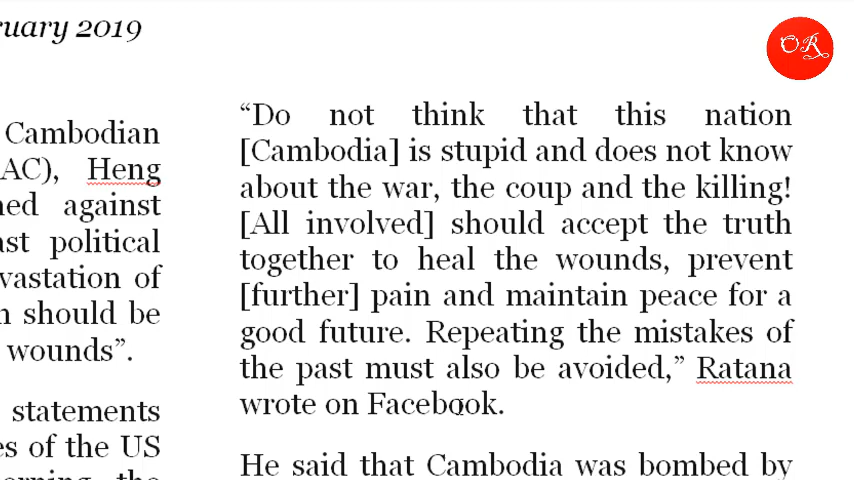 ruary 2019
OR
Cambodian
AC), Heng
ned against
ast political
vastation of
n should be
wounds”.
statements
es of the US
“Do not think that this nation
[Cambodia] is stupid and does not know
about the war, the coup and the killing!
[All involved] should accept the truth
together to heal the wounds, prevent
[further] pain and maintain peace for a
good future. Repeating the mistakes of
the past must also be avoided,” Ratana
wrote on Facebook.
He said that Cambodia was bombed by